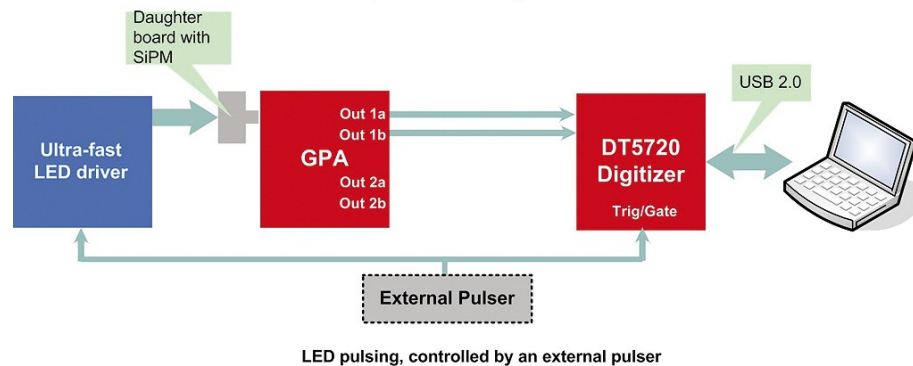 Daughter
board with
SiPM
USB 2.0
Ultra-fast
LED driver
GPA
Out 1a
Out 1b
Out 2a
Out 2b
DT5720
Digitizer
Trig/Gate
External Pulser
LED pulsing, controlled by an external pulser